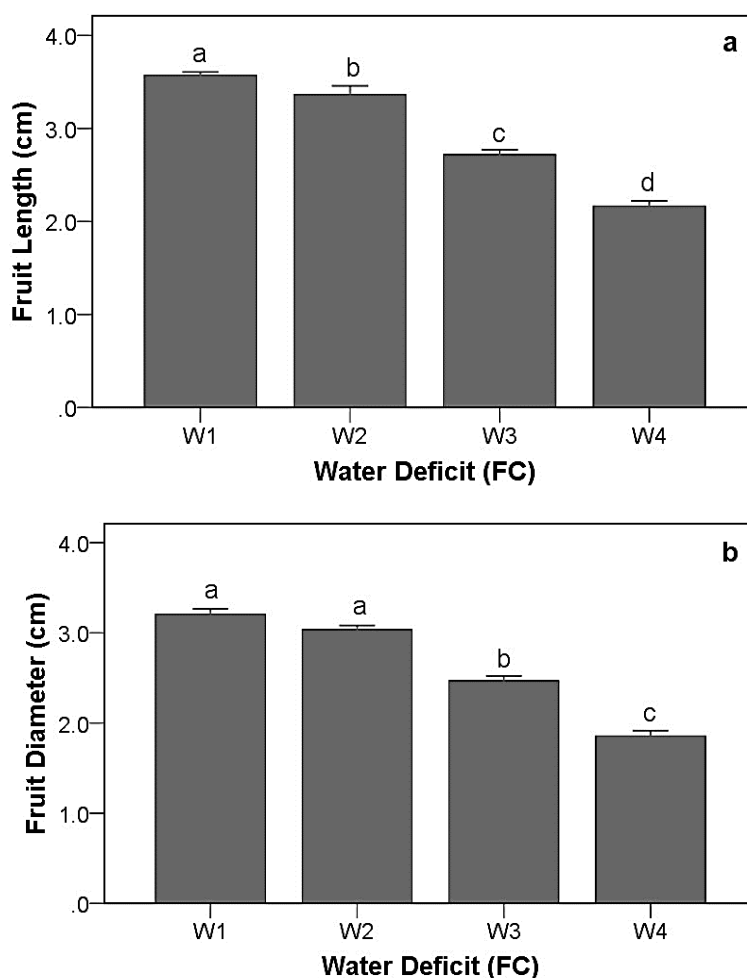 a
4.0
3.0
2.0
1.0
.0
Fruit Length (cm)
a
b
c
d
W1 W2 W3 W4
Water Deficit (FC)
b
4.0
3.0
2.0
1.0
.0
Fruit Diameter (cm)
a
a
b
c
W1 W2 W3 W4
Water Deficit (FC)